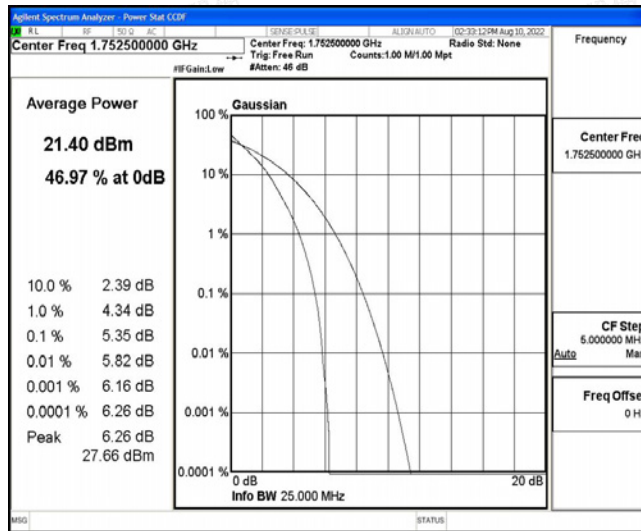 Agilent Spectrum Analyzer - Power Stat CCDF
RL RF 50 Ω AC SENSE:PULSE ALIGN AUTO 02:33:12 PM Aug 10, 2022
Center Freq 1.752500000 GHz
Center Freq: 1.752500000 GHz Radio Std: None
Trig: Free Run Counts:1.00 M/1.00 Mpt
#IFGain:Low #Atten: 46 dB
Frequency
Average Power
21.40 dBm
46.97 % at 0dB
10.0 % 2.39 dB
1.0 % 4.34 dB
0.1 % 5.35 dB
0.01 % 5.82 dB
0.001 % 6.16 dB
0.0001 % 6.26 dB
Peak 6.26 dB
27.66 dBm
Gaussian
100 %
10 %
1 %
0.1 %
0.01 %
0.001 %
0.0001 %
0 dB 20 dB
Info BW 25.000 MHz
Center Fre
1.752500000 GH
CF Step
5.000000 MH
Auto Ma
Freq Offse
0 H
MSG STATUS